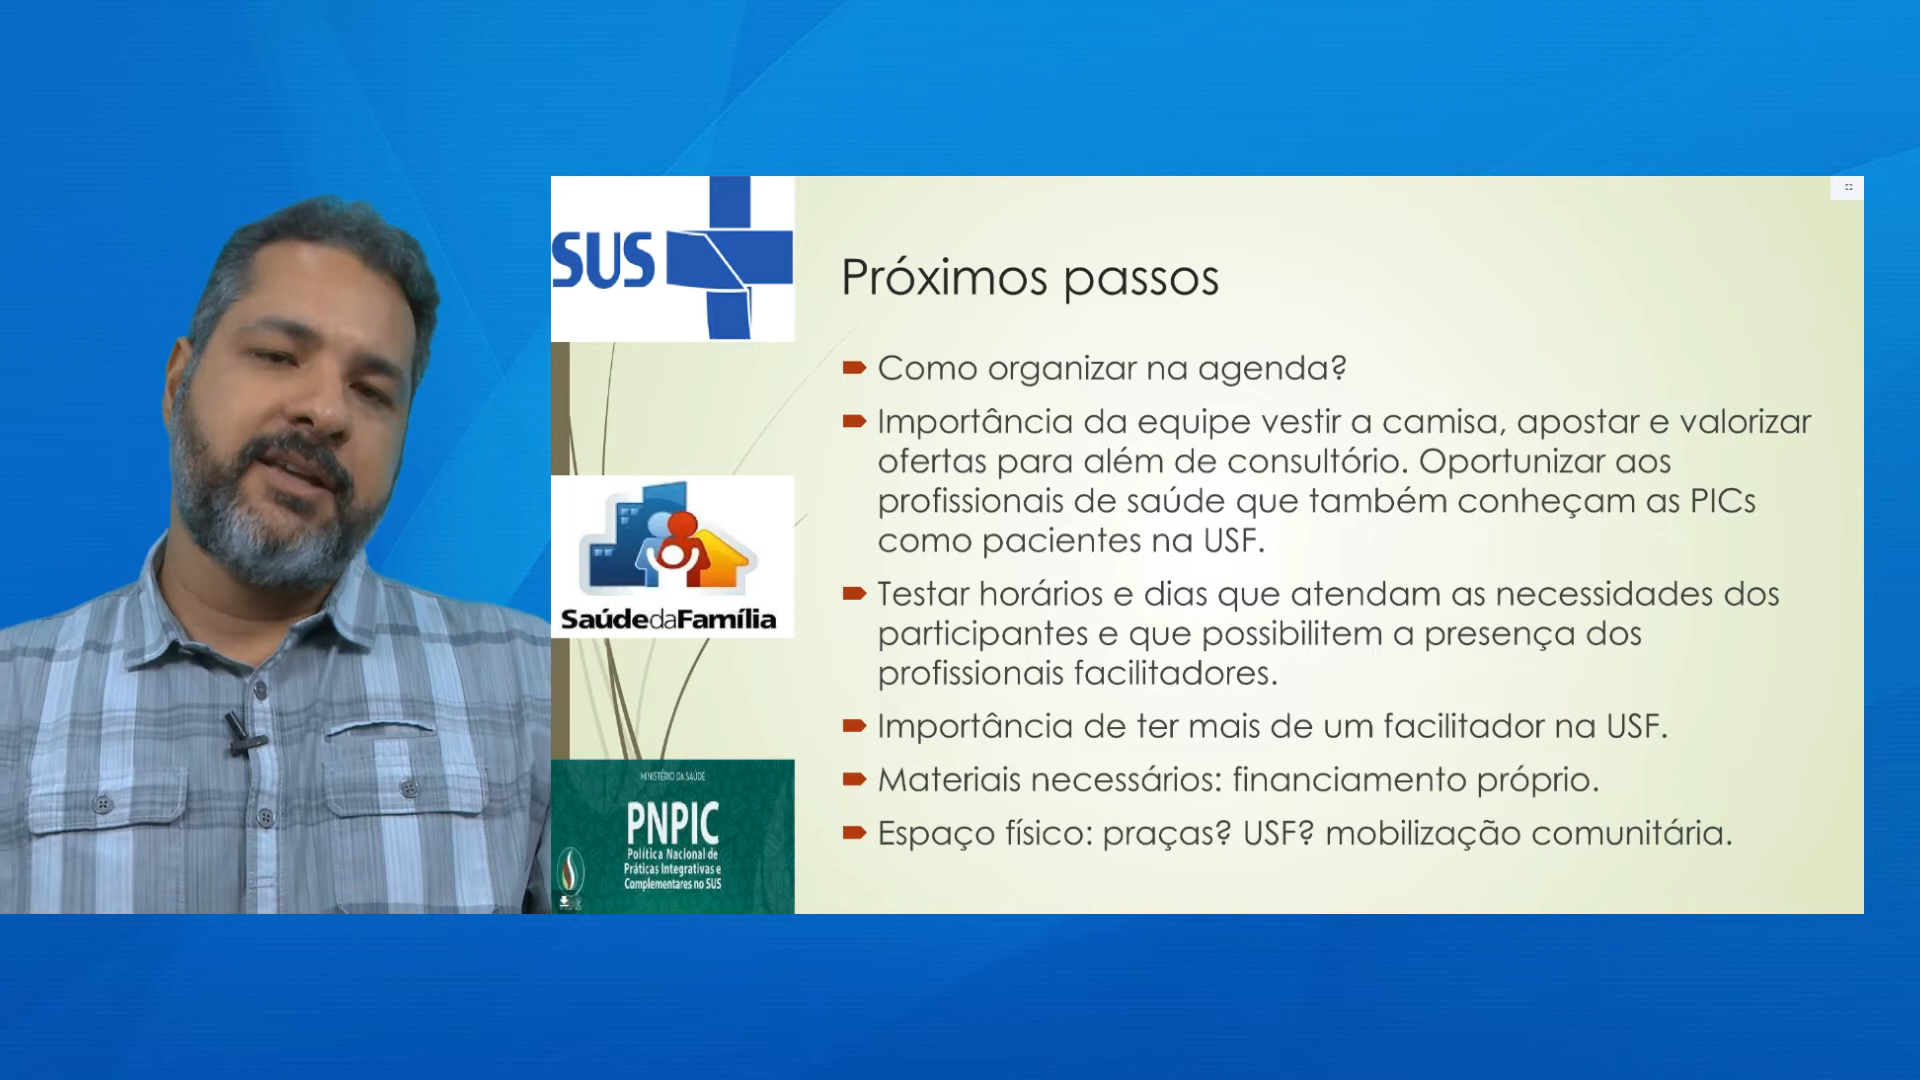 SUS
Próximos passos
Como organizar na agenda?
Importância da equipe vestir a camisa, apostar e valorizar
ofertas para além de consultório. Oportunizar aos
profissionais de saúde que também conheçam as PICs
como pacientes na USF.
Testar horários e dias que atendam as necessidades dos
participantes e que possibilitem a presença dos
profissionais facilitadores.
Importância de ter mais de um facilitador na USF.
Materiais necessários: financiamento próprio.
Espaço físico: praças? USF? mobilização comunitária.
SaúdedaFamília
MINISTÉRIO DA SAÚDE
PNPIC
Política Nacional de
Práticas Integrativas e
Complementares no SUS